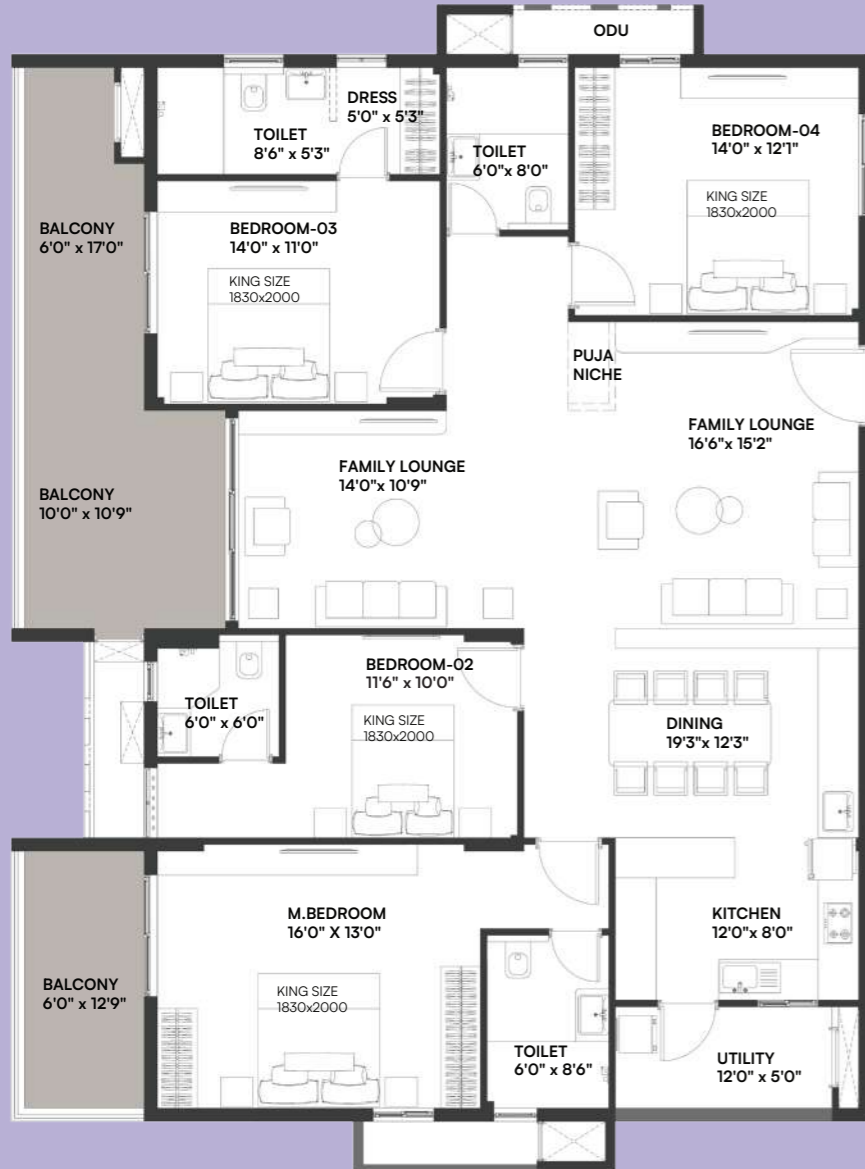 ODU
DRESS
5'0" x 5'3"
TOILET
8'6" x 5'3"
TOILET
6'0"x 8'0"
BEDROOM-04
14'0" x 12'1"
KING SIZE
1830x2000
BALCONY
6'0" x 17'0"
BEDROOM-03
14'0" x 11'0"
KING SIZE
1830x2000
PUJA
NICHE
FAMILY LOUNGE
16'6"x 15'2"
FAMILY LOUNGE
14'0"x 10'9"
BALCONY
10'0" x 10'9"
BEDROOM-02
11'6" x 10'0"
TOILET
6'0" x 6'0"
KING SIZE
1830x2000
DINING
19'3"x 12'3"
M.BEDROOM
16'0" X 13'0"
KITCHEN
12'0"x 8'0"
BALCONY
6'0" x 12'9"
KING SIZE
1830x2000
TOILET
6'0" x 8'6"
UTILITY
12'0" x 5'0"